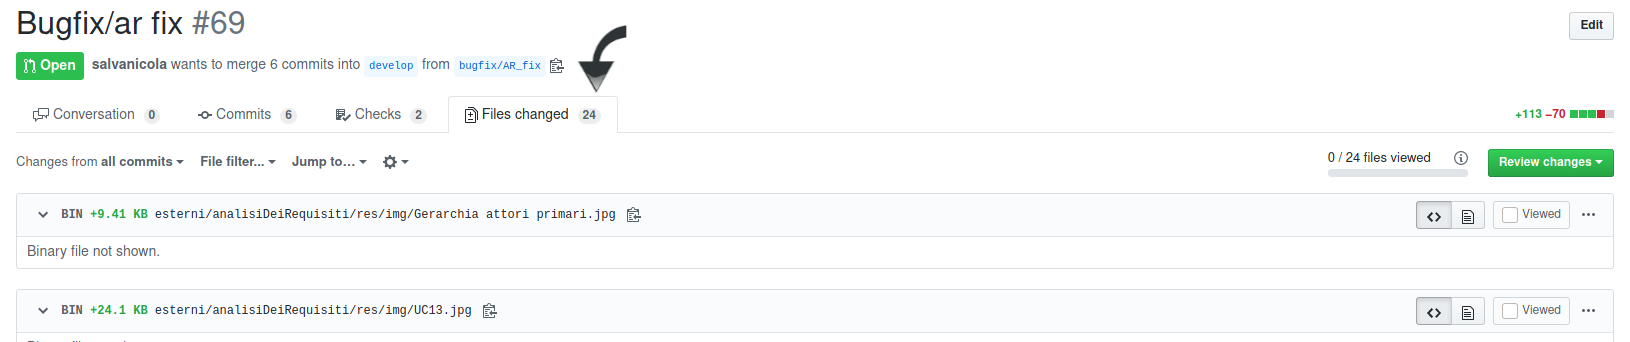 Bugfix/ar fix #69
Edit
Open salvanicola wants to merge 6 commits into develop from bugfix/AR_fix
Conversation 0 Commits 6 Checks 2 Files changed 24
+113 −70
Changes from all commits File filter... Jump to...
0 / 24 files viewed
Review changes
BIN +9.41 KB esterni/analisiDeiRequisiti/res/img/Gerarchia attori primari.jpg
Viewed
Binary file not shown.
BIN +24.1 KB esterni/analisiDeiRequisiti/res/img/UC13.jpg
Viewed